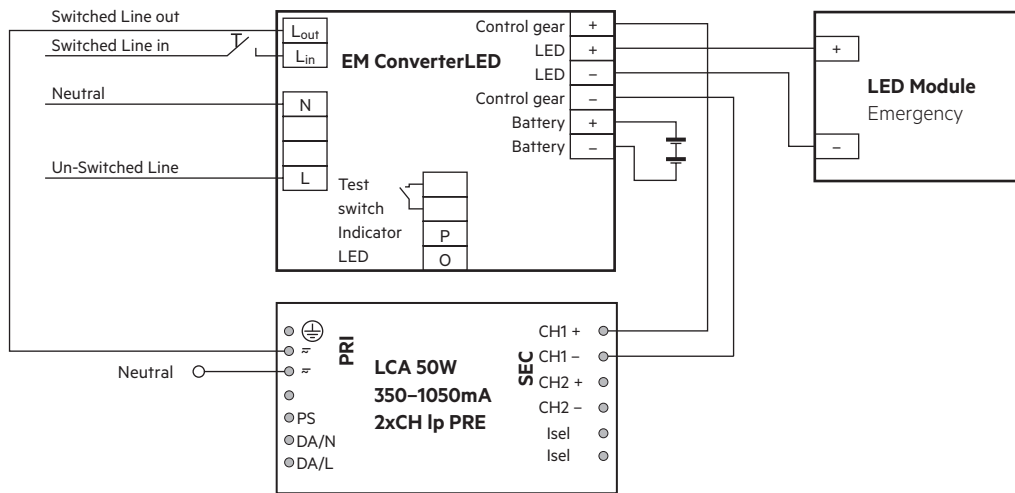 Switched Line out
Switched Line in
Neutral
Un-Switched Line
Lout
Lin
N
L
EM ConverterLED
Test
switch
Indicator
LED
P
O
Control gear +
LED +
LED −
Control gear −
Battery +
Battery −
+
−
LED Module
Emergency
Neutral
PRI
PS
DA/N
DA/L
LCA 50W
350–1050mA
2xCH lp PRE
SEC
CH1 +
CH1 −
CH2 +
CH2 −
Isel
Isel